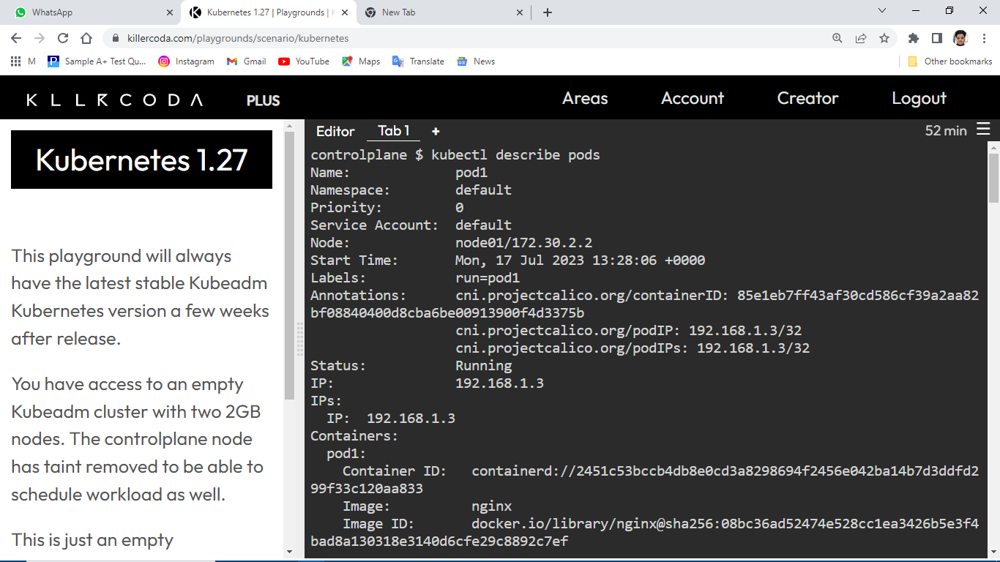 WhatsApp
Kubernetes 1.27 | Playgrounds |
New Tab
killercoda.com/playgrounds/scenario/kubernetes
M
Sample A+ Test Qu...
Instagram
Gmail
YouTube
Maps
Translate
News
Other bookmarks
KLLRCODA
PLUS
Areas
Account
Creator
Logout
Kubernetes 1.27
This playground will always
have the latest stable Kubeadm
Kubernetes version a few weeks
after release.
You have access to an empty
Kubeadm cluster with two 2GB
nodes. The controlplane node
has taint removed to be able to
schedule workload as well.
This is just an empty
Editor
Tab 1
+
52 min
controlplane $ kubectl describe pods
Name:             pod1
Namespace:        default
Priority:         0
Service Account:  default
Node:             node01/172.30.2.2
Start Time:       Mon, 17 Jul 2023 13:28:06 +0000
Labels:           run=pod1
Annotations:      cni.projectcalico.org/containerID: 85e1eb7ff43af30cd586cf39a2aa82
bf08840400d8cba6be00913900f4d3375b
                  cni.projectcalico.org/podIP: 192.168.1.3/32
                  cni.projectcalico.org/podIPs: 192.168.1.3/32
Status:           Running
IP:               192.168.1.3
IPs:
  IP:  192.168.1.3
Containers:
  pod1:
    Container ID:   containerd://2451c53bccb4db8e0cd3a8298694f2456e042ba14b7d3ddfd2
99f33c120aa833
    Image:          nginx
    Image ID:       docker.io/library/nginx@sha256:08bc36ad52474e528cc1ea3426b5e3f4
bad8a130318e3140d6cfe29c8892c7ef